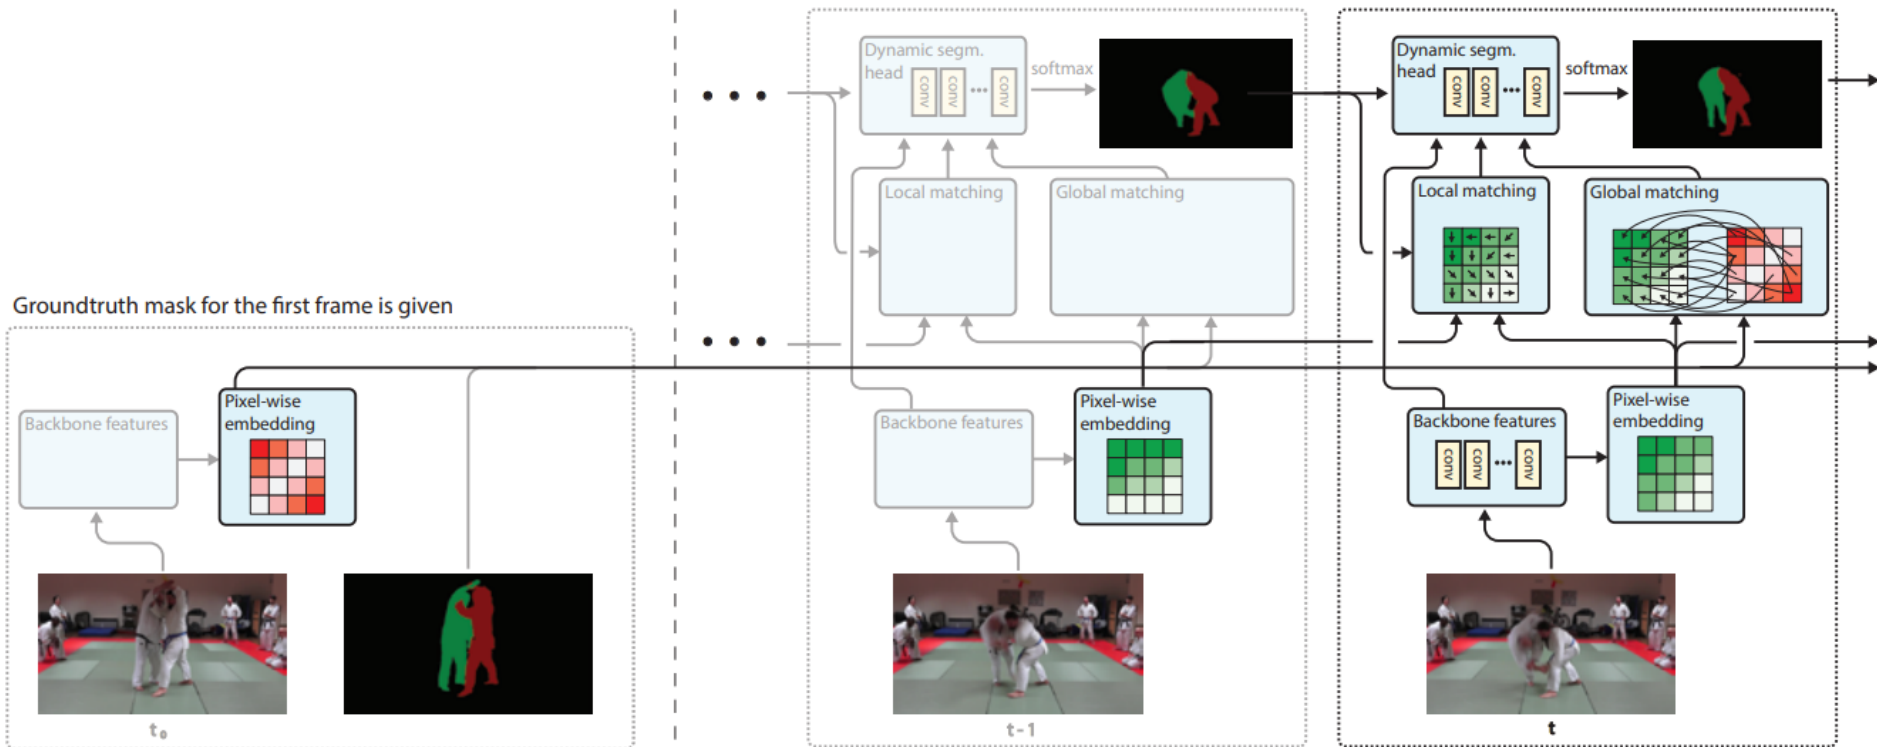 Groundtruth mask for the first frame is given
Backbone features
Pixel-wise
embedding
t₀
Dynamic segm.
head
conv
conv
...
conv
softmax
Local matching
Global matching
Backbone features
Pixel-wise
embedding
t-1
Dynamic segm.
head
conv
conv
...
conv
softmax
Local matching
Global matching
Backbone features
conv
conv
...
conv
Pixel-wise
embedding
t